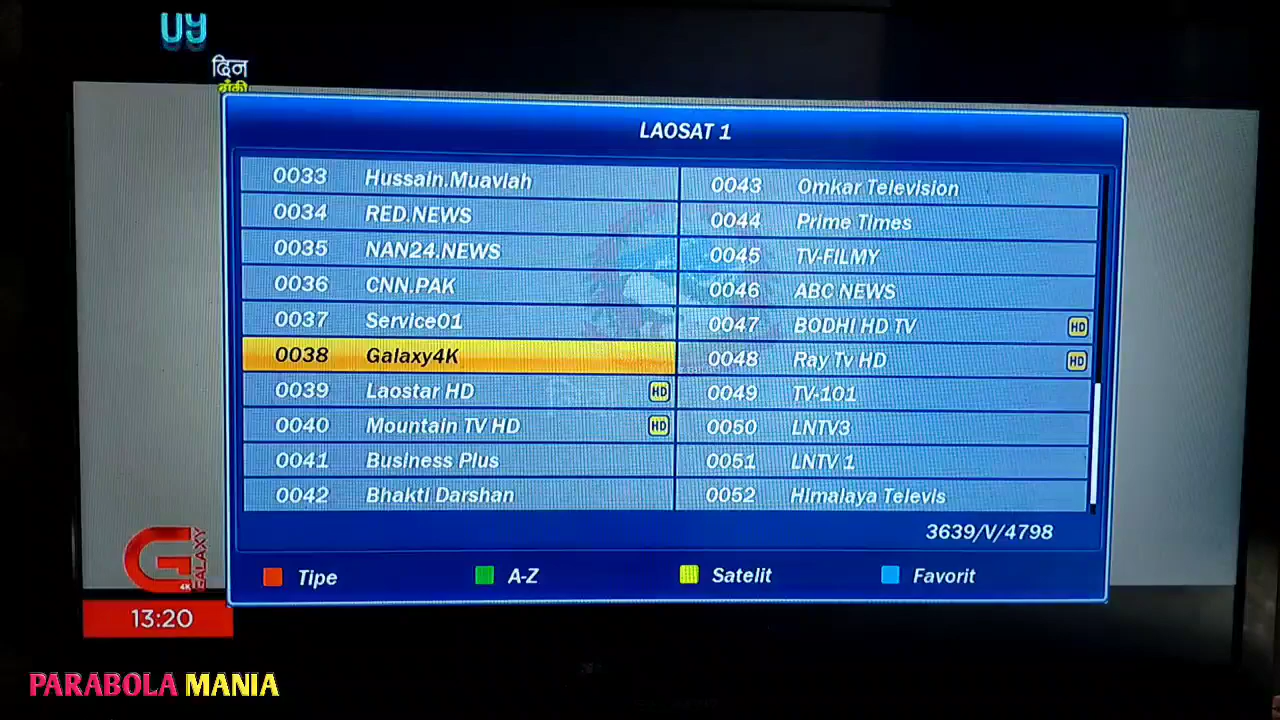 ५९
दिन
बाँकी
LAOSAT 1
0033 Hussain.Muaviah
0034 RED.NEWS
0035 NAN24.NEWS
0036 CNN.PAK
0037 Service01
0038 Galaxy4K
0039 Laostar HD HD
0040 Mountain TV HD HD
0041 Business Plus
0042 Bhakti Darshan
0043 Omkar Television
0044 Prime Times
0045 TV-FILMY
0046 ABC NEWS
0047 BODHI HD TV HD
0048 Ray Tv HD HD
0049 TV-101
0050 LNTV3
0051 LNTV 1
0052 Himalaya Televis
3639/V/4798
Tipe A-Z Satelit Favorit
G GALAXY
4K
13:20
PARABOLA MANIA